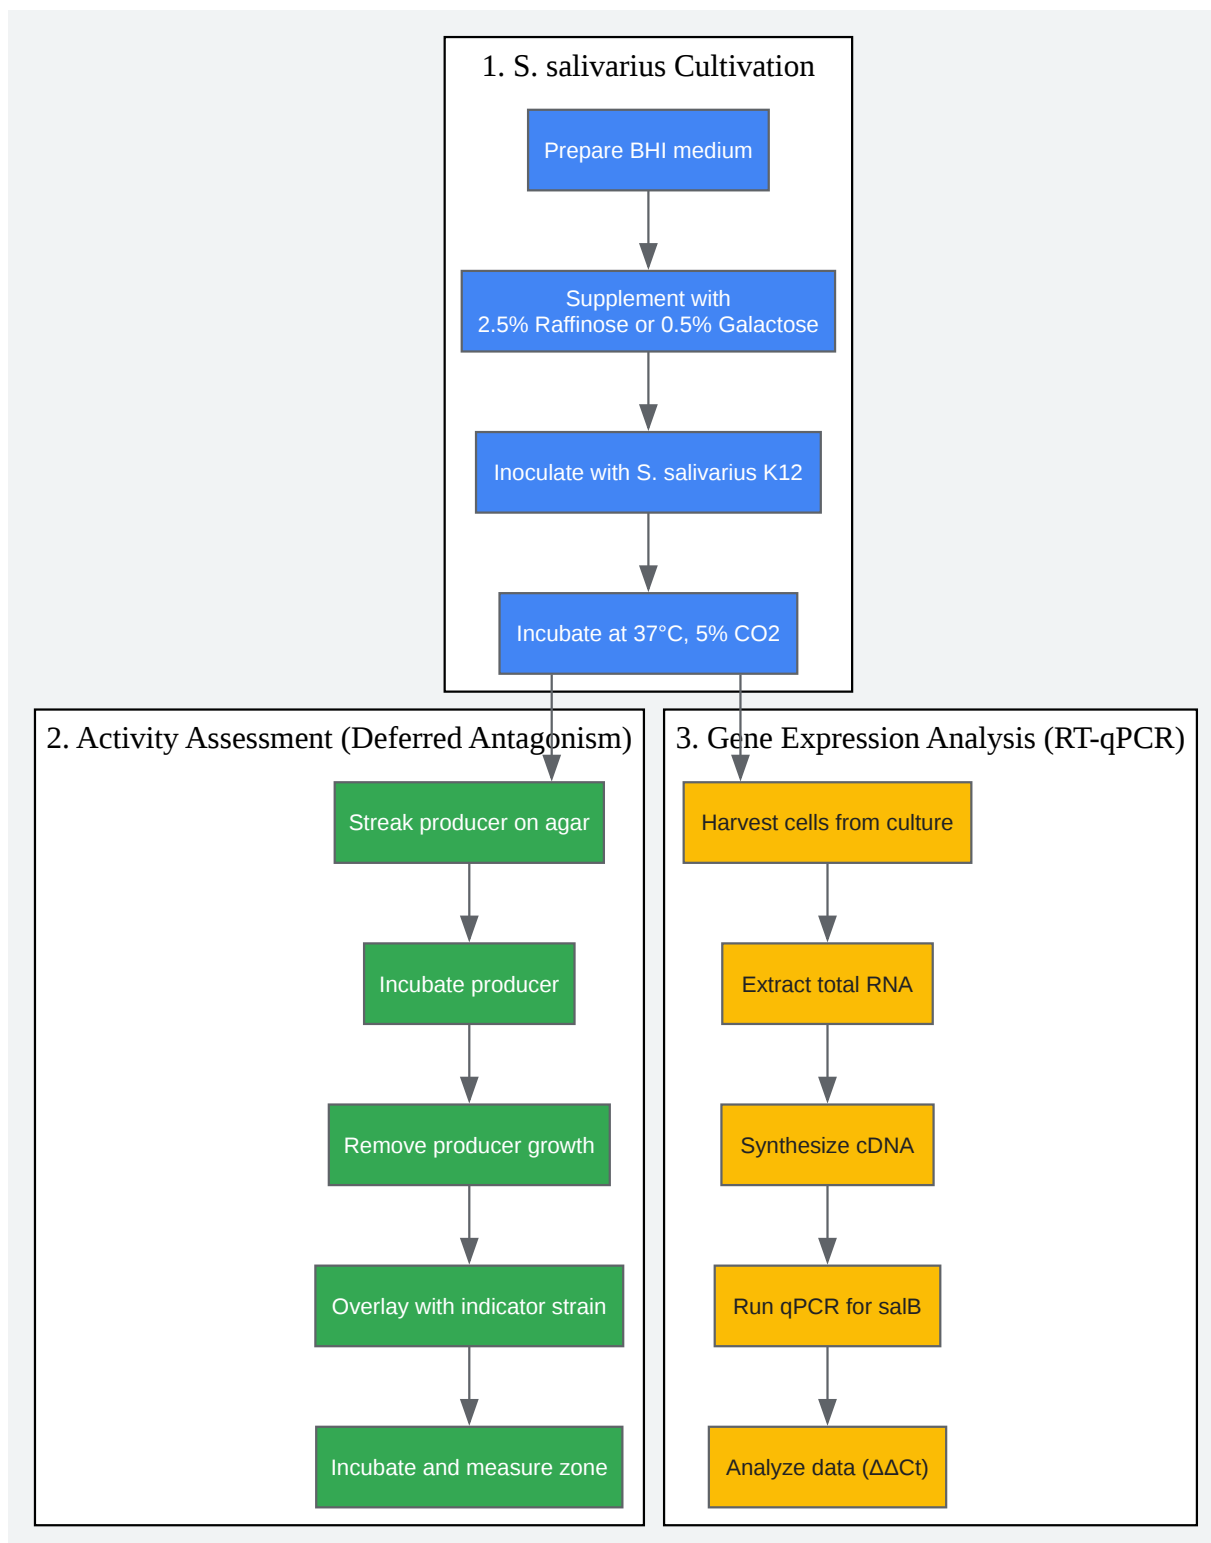 1. S. salivarius Cultivation
Prepare BHI medium
Supplement with
2.5% Raffinose or 0.5% Galactose
Inoculate with S. salivarius K12
Incubate at 37°C, 5% CO2
2. Activity Assessment (Deferred Antagonism)
Streak producer on agar
Incubate producer
Remove producer growth
Overlay with indicator strain
Incubate and measure zone
3. Gene Expression Analysis (RT-qPCR)
Harvest cells from culture
Extract total RNA
Synthesize cDNA
Run qPCR for salB
Analyze data (ΔΔCt)